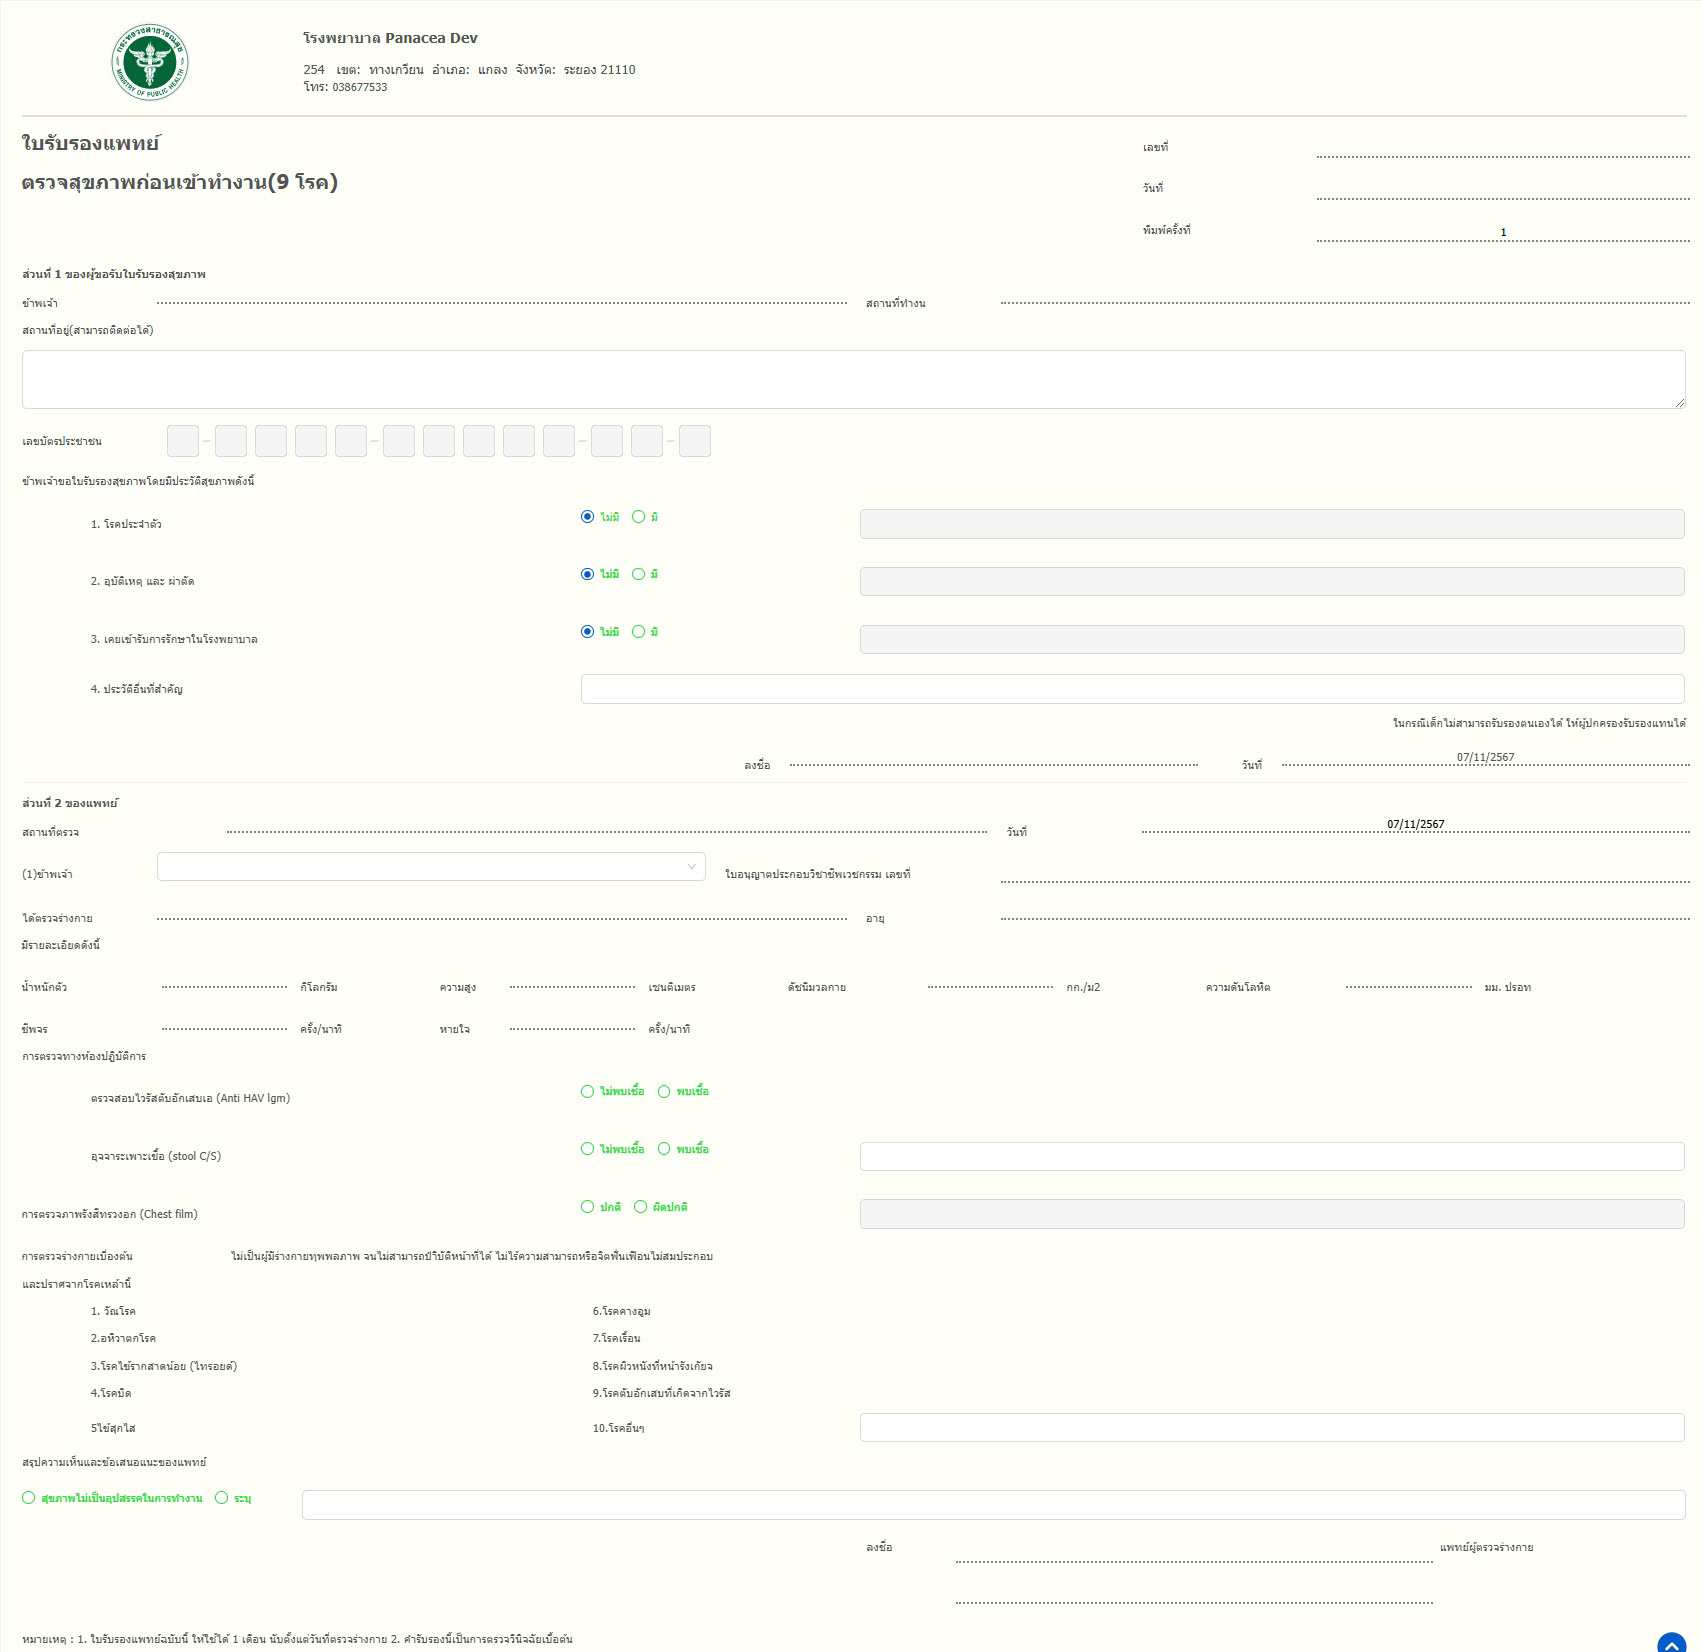 กระทรวงสาธารณสุข
MINISTRY OF PUBLIC HEALTH
โรงพยาบาล Panacea Dev
254 เขต: ทางเกวียน อำเภอ: แกลง จังหวัด: ระยอง 21110
โทร: 038677533
ใบรับรองแพทย์
เลขที่
ตรวจสุขภาพก่อนเข้าทำงาน(9 โรค)
วันที่
พิมพ์ครั้งที่ 1
ส่วนที่ 1 ของผู้ขอรับใบรับรองสุขภาพ
ข้าพเจ้า สถานที่ทำงน
สถานที่อยู่(สามารถติดต่อได้)
เลขบัตรประชาชน
ข้าพเจ้าขอใบรับรองสุขภาพโดยมีประวัติสุขภาพดังนี้
1. โรคประจำตัว ไม่มี มี
2. อุบัติเหตุ และ ผ่าตัด ไม่มี มี
3. เคยเข้ารับการรักษาในโรงพยาบาล ไม่มี มี
4. ประวัติอื่นที่สำคัญ
ในกรณีเด็กไม่สามารถรับรองตนเองได้ ให้ผู้ปกครองรับรองแทนได้
ลงชื่อ วันที่ 07/11/2567
ส่วนที่ 2 ของแพทย์
สถานที่ตรวจ วันที่ 07/11/2567
(1)ข้าพเจ้า ใบอนุญาตประกอบวิชาชีพเวชกรรม เลขที่
ได้ตรวจร่างกาย อายุ
มีรายละเอียดดังนี้
น้ำหนักตัว กิโลกรัม ความสูง เซนติเมตร ดัชนีมวลกาย กก./ม2 ความดันโลหิต มม. ปรอท
ชีพจร ครั้ง/นาที หายใจ ครั้ง/นาที
การตรวจทางห้องปฏิบัติการ
ตรวจสอบไวรัสตับอักเสบเอ (Anti HAV lgm) ไม่พบเชื้อ พบเชื้อ
อุจจาระเพาะเชื้อ (stool C/S) ไม่พบเชื้อ พบเชื้อ
การตรวจภาพรังสีทรวงอก (Chest film) ปกติ ผิดปกติ
การตรวจร่างกายเบื่องต้น ไม่เป็นผู้มีร่างกายทุพพลภาพ จนไม่สามารถป์วิบัติหน้าที่ได้ ไม่ไร้ความสามารถหรือจิตฟั่นเฟือนไม่สมประกอบ
และปราศจากโรคเหล่านี้
1. วัณโรค 6.โรคคางอูม
2.อหิวาตกโรค 7.โรคเรื้อน
3.โรคไข้รากสาดน้อย (ไทรอยด์) 8.โรคผิวหนังที่หน้ารังเกียจ
4.โรคบิด 9.โรคตับอักเสบที่เกิดจากไวรัส
5ไข้สุกใส 10.โรคอื่นๆ
สรุปความเห็นและข้อเสนอแนะของแพทย์
สุขภาพไม่เป็นอุปสรรคในการทำงาน ระบุ
ลงชื่อ แพทย์ผู้ตรวจร่างกาย
หมายเหตุ : 1. ใบรับรองแพทย์ฉบับนี้ ให้ใช้ได้ 1 เดือน นับตั้งแต่วันที่ตรวจร่างกาย 2. คำรับรองนี้เป็นการตรวจวินิจฉัยเบื้อต้น